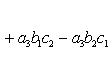 + a₃b₁c₂ − a₃b₂c₁